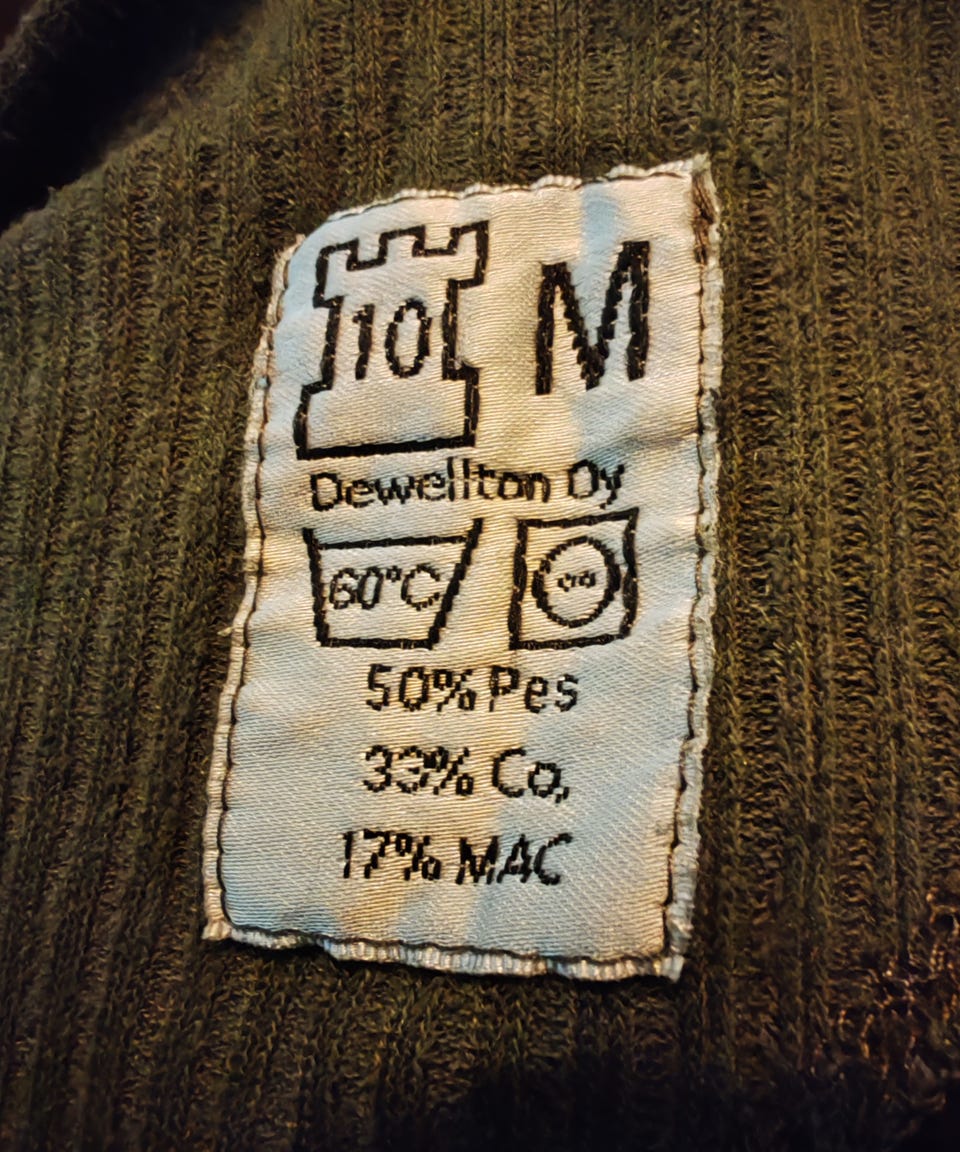 10 M
Dewellton Oy
60°C
50% Pes
33% Co,
17% MAC